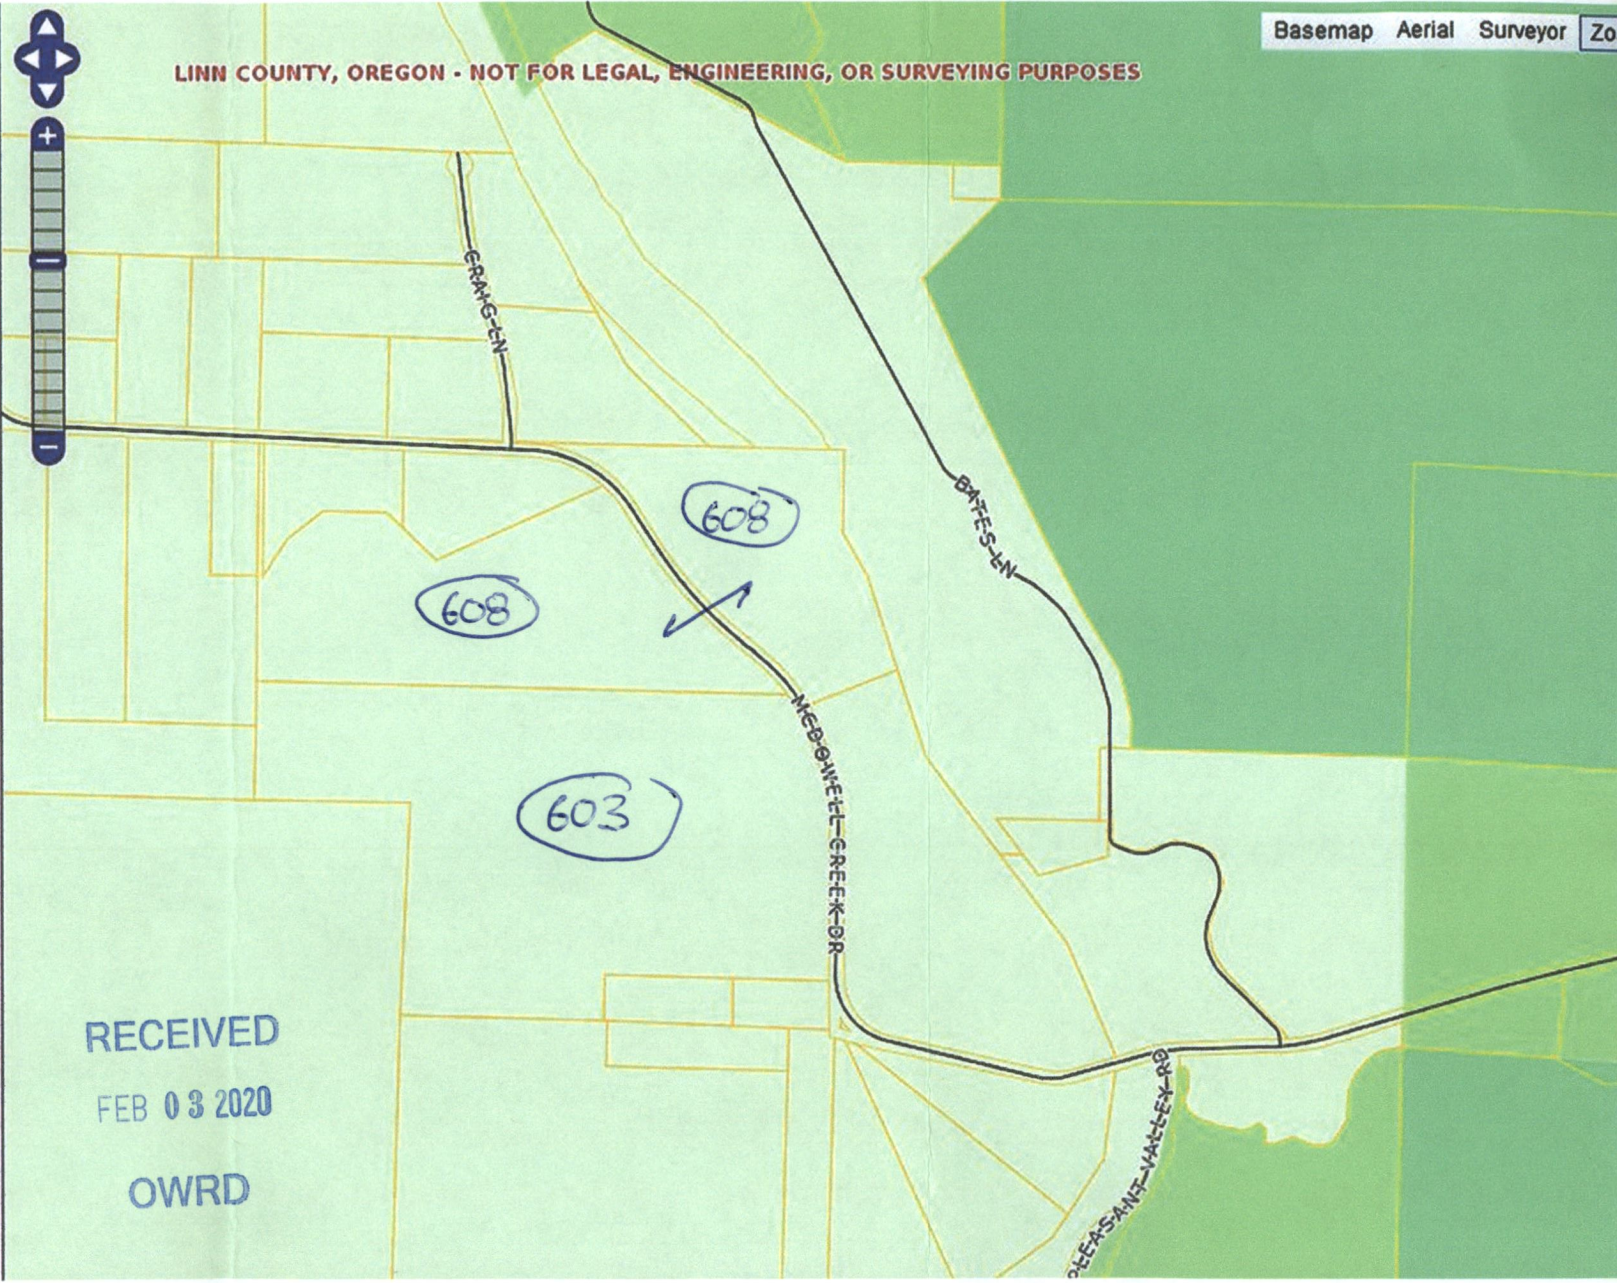 Basemap Aerial Surveyor Zo
LINN COUNTY, OREGON - NOT FOR LEGAL, ENGINEERING, OR SURVEYING PURPOSES
CRAIG LN
BATES LN
608
608
MCDOWELL CREEK DR
603
RECEIVED
FEB 03 2020
OWRD
PLEASANT VALLEY RD